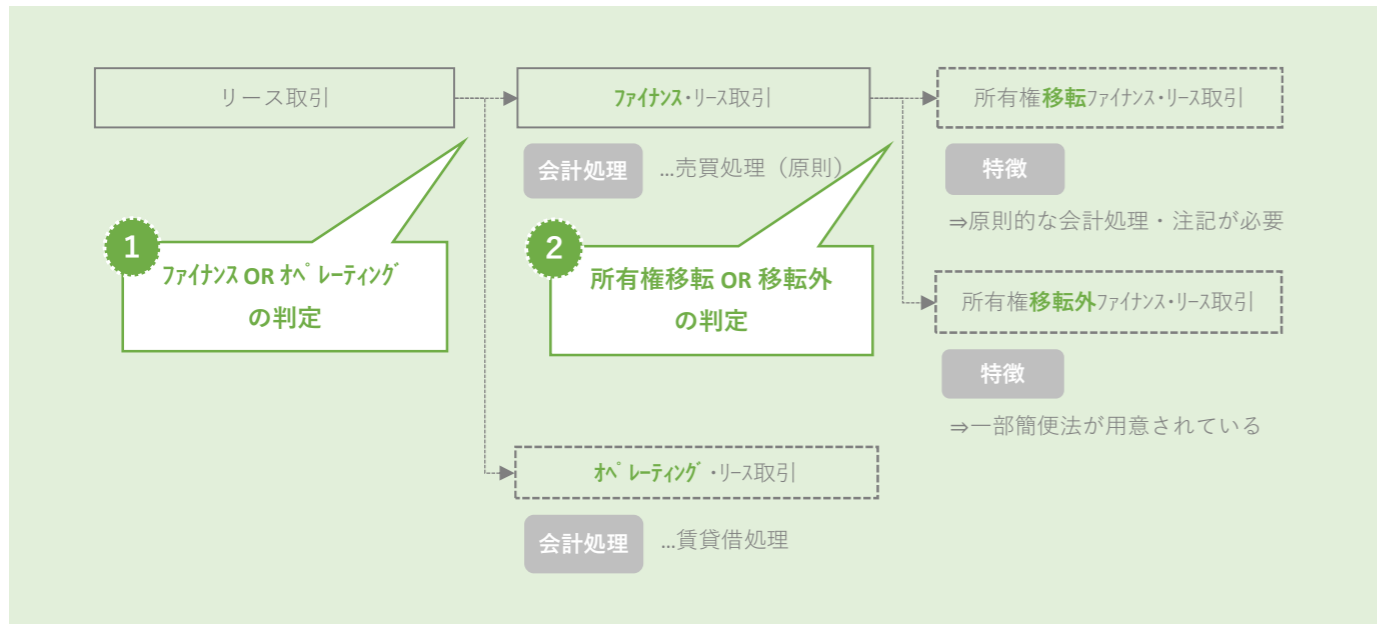 リース取引
ファイナンス･リース取引
所有権移転ファイナンス･リース取引
会計処理
…売買処理（原則）
特徴
⇒原則的な会計処理・注記が必要
1
ファイナンス OR オペレーティング
の判定
2
所有権移転 OR 移転外
の判定
所有権移転外ファイナンス･リース取引
特徴
⇒一部簡便法が用意されている
オペレーティング･リース取引
会計処理
…賃貸借処理